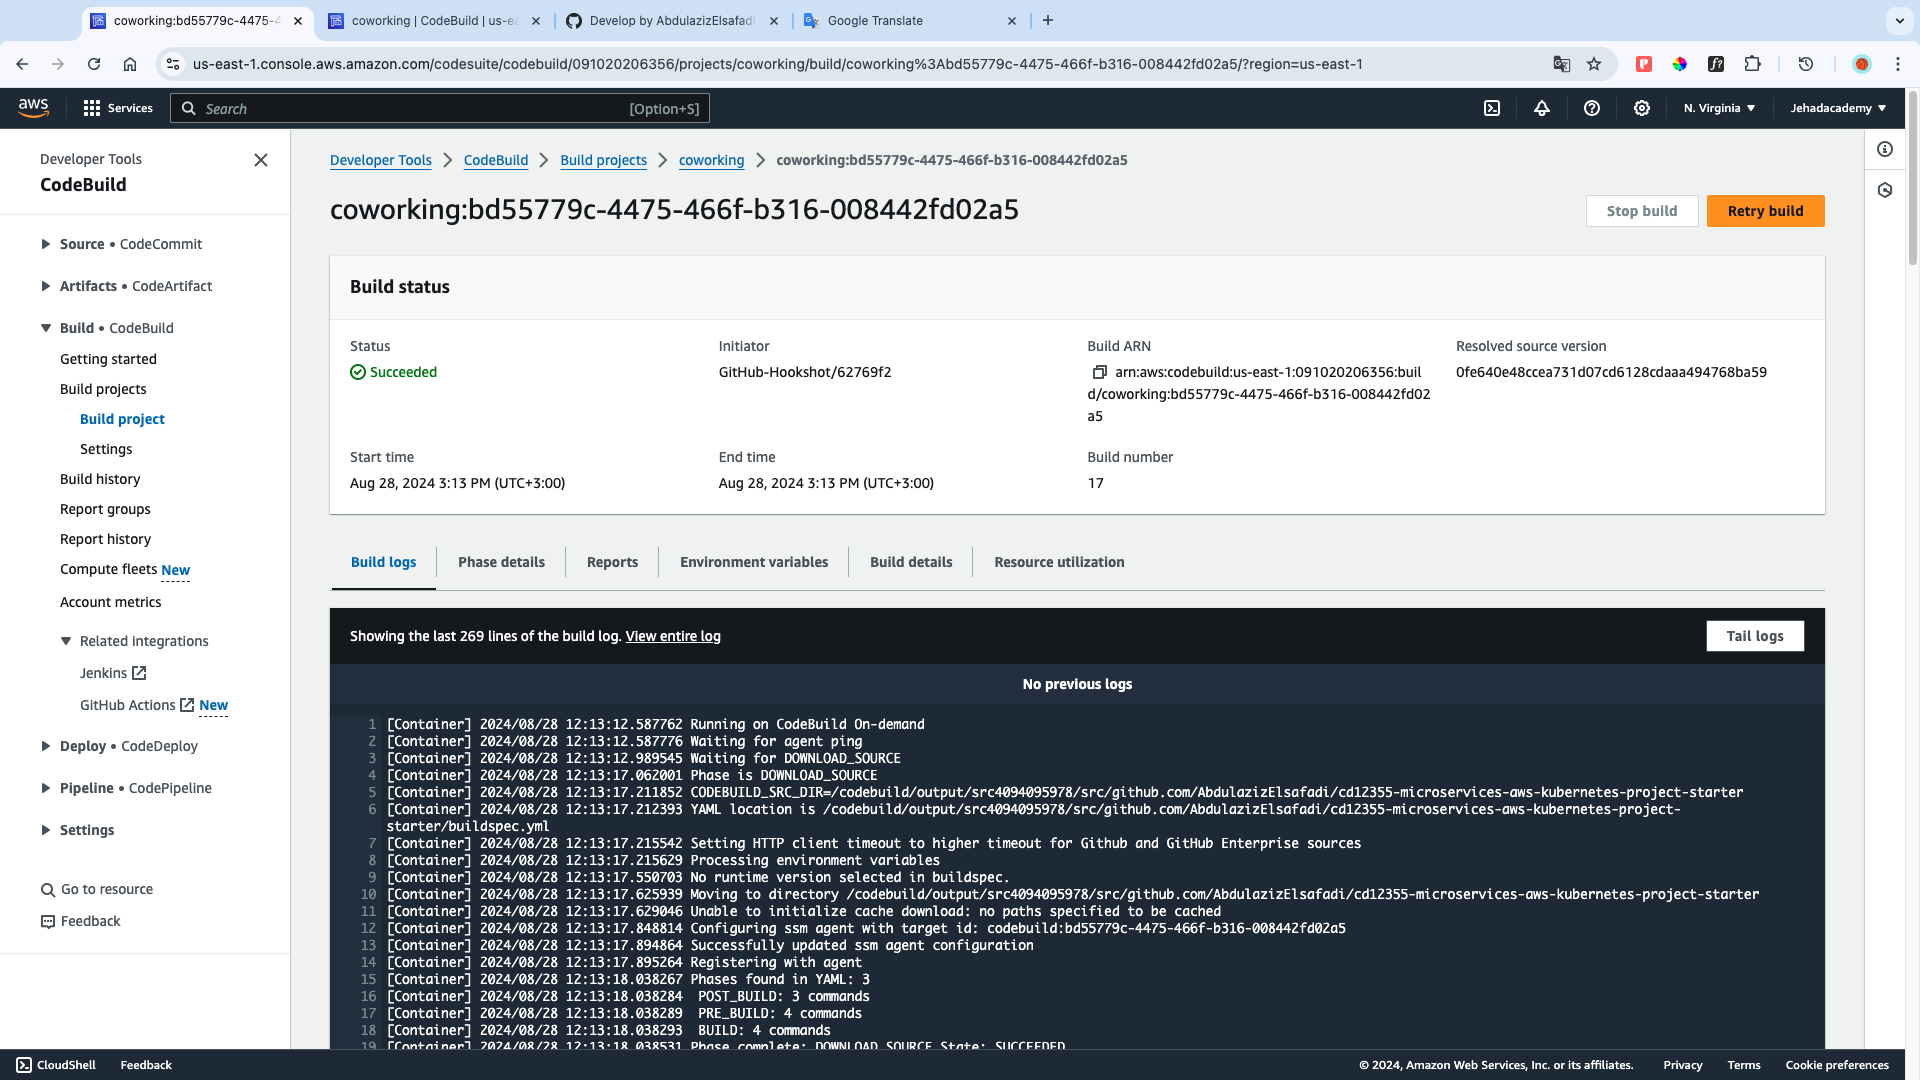 coworking:bd55779c-4475-4
coworking | CodeBuild | us-ea
Develop by AbdulazizElsafadi
Google Translate
us-east-1.console.aws.amazon.com/codesuite/codebuild/091020206356/projects/coworking/build/coworking%3Abd55779c-4475-466f-b316-008442fd02a5/?region=us-east-1
aws
Services
Search
[Option+S]
N. Virginia
Jehadacademy
Developer Tools
CodeBuild
Source • CodeCommit
Artifacts • CodeArtifact
Build • CodeBuild
Getting started
Build projects
Build project
Settings
Build history
Report groups
Report history
Compute fleets New
Account metrics
Related integrations
Jenkins
GitHub Actions New
Deploy • CodeDeploy
Pipeline • CodePipeline
Settings
Go to resource
Feedback
Developer Tools
CodeBuild
Build projects
coworking
coworking:bd55779c-4475-466f-b316-008442fd02a5
coworking:bd55779c-4475-466f-b316-008442fd02a5
Stop build
Retry build
Build status
Status
Succeeded
Initiator
GitHub-Hookshot/62769f2
Build ARN
arn:aws:codebuild:us-east-1:091020206356:buil
d/coworking:bd55779c-4475-466f-b316-008442fd02
a5
Resolved source version
0fe640e48ccea731d07cd6128cdaaa494768ba59
Start time
Aug 28, 2024 3:13 PM (UTC+3:00)
End time
Aug 28, 2024 3:13 PM (UTC+3:00)
Build number
17
Build logs
Phase details
Reports
Environment variables
Build details
Resource utilization
Showing the last 269 lines of the build log. View entire log
Tail logs
No previous logs
1 [Container] 2024/08/28 12:13:12.587762 Running on CodeBuild On-demand
2 [Container] 2024/08/28 12:13:12.587776 Waiting for agent ping
3 [Container] 2024/08/28 12:13:12.989545 Waiting for DOWNLOAD_SOURCE
4 [Container] 2024/08/28 12:13:17.062001 Phase is DOWNLOAD_SOURCE
5 [Container] 2024/08/28 12:13:17.211852 CODEBUILD_SRC_DIR=/codebuild/output/src4094095978/src/github.com/AbdulazizElsafadi/cd12355-microservices-aws-kubernetes-project-starter
6 [Container] 2024/08/28 12:13:17.212393 YAML location is /codebuild/output/src4094095978/src/github.com/AbdulazizElsafadi/cd12355-microservices-aws-kubernetes-project-
starter/buildspec.yml
7 [Container] 2024/08/28 12:13:17.215542 Setting HTTP client timeout to higher timeout for Github and GitHub Enterprise sources
8 [Container] 2024/08/28 12:13:17.215629 Processing environment variables
9 [Container] 2024/08/28 12:13:17.550703 No runtime version selected in buildspec.
10 [Container] 2024/08/28 12:13:17.625939 Moving to directory /codebuild/output/src4094095978/src/github.com/AbdulazizElsafadi/cd12355-microservices-aws-kubernetes-project-starter
11 [Container] 2024/08/28 12:13:17.629046 Unable to initialize cache download: no paths specified to be cached
12 [Container] 2024/08/28 12:13:17.848814 Configuring ssm agent with target id: codebuild:bd55779c-4475-466f-b316-008442fd02a5
13 [Container] 2024/08/28 12:13:17.894864 Successfully updated ssm agent configuration
14 [Container] 2024/08/28 12:13:17.895264 Registering with agent
15 [Container] 2024/08/28 12:13:18.038267 Phases found in YAML: 3
16 [Container] 2024/08/28 12:13:18.038284 POST_BUILD: 3 commands
17 [Container] 2024/08/28 12:13:18.038289 PRE_BUILD: 4 commands
18 [Container] 2024/08/28 12:13:18.038293 BUILD: 4 commands
19 [Container] 2024/08/28 12:13:18.038531 Phase complete: DOWNLOAD_SOURCE State: SUCCEEDED
CloudShell
Feedback
© 2024, Amazon Web Services, Inc. or its affiliates.
Privacy
Terms
Cookie preferences